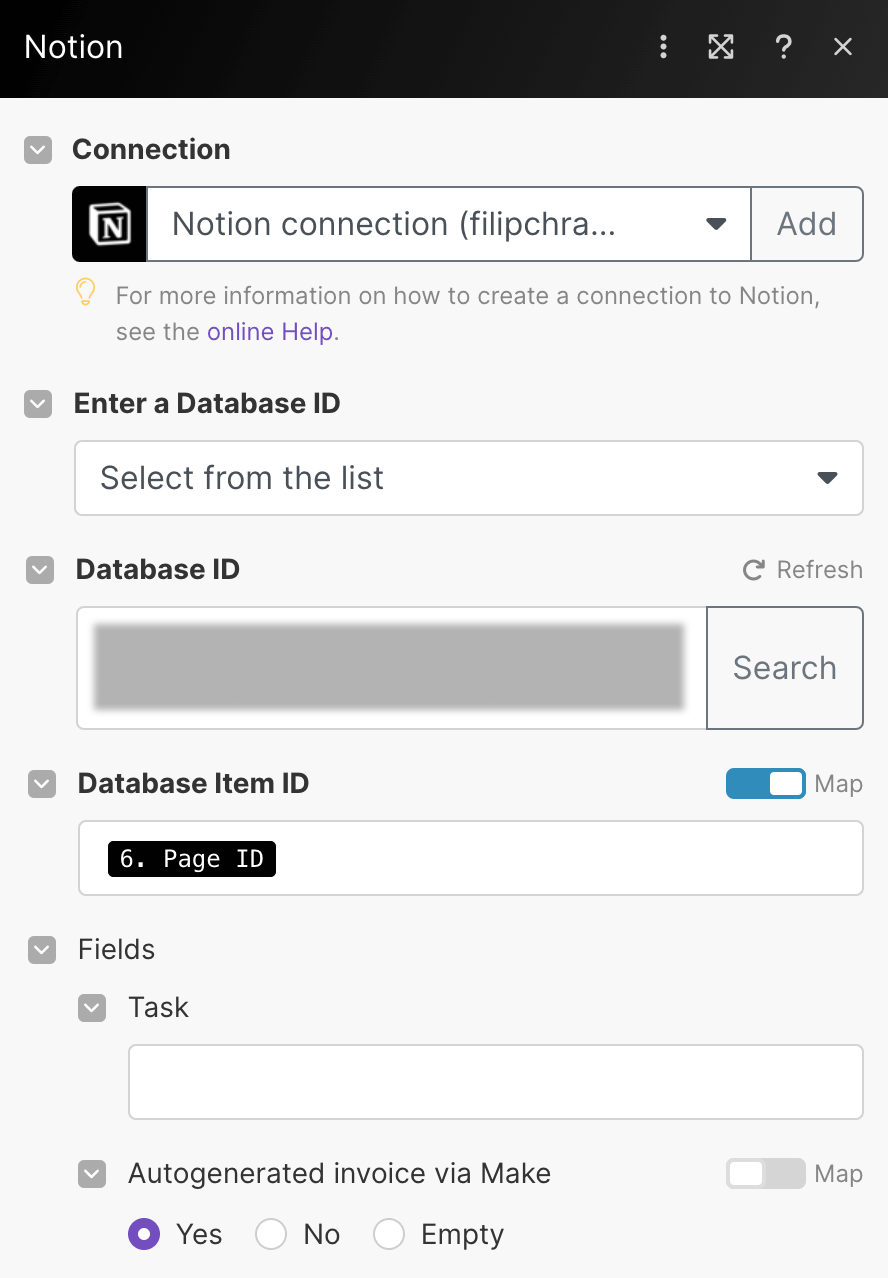 Notion
Connection
Notion connection (filipchra...
Add
For more information on how to create a connection to Notion,
see the online Help.
Enter a Database ID
Select from the list
Database ID
Refresh
Search
Database Item ID
Map
6. Page ID
Fields
Task
Autogenerated invoice via Make
Map
Yes No Empty